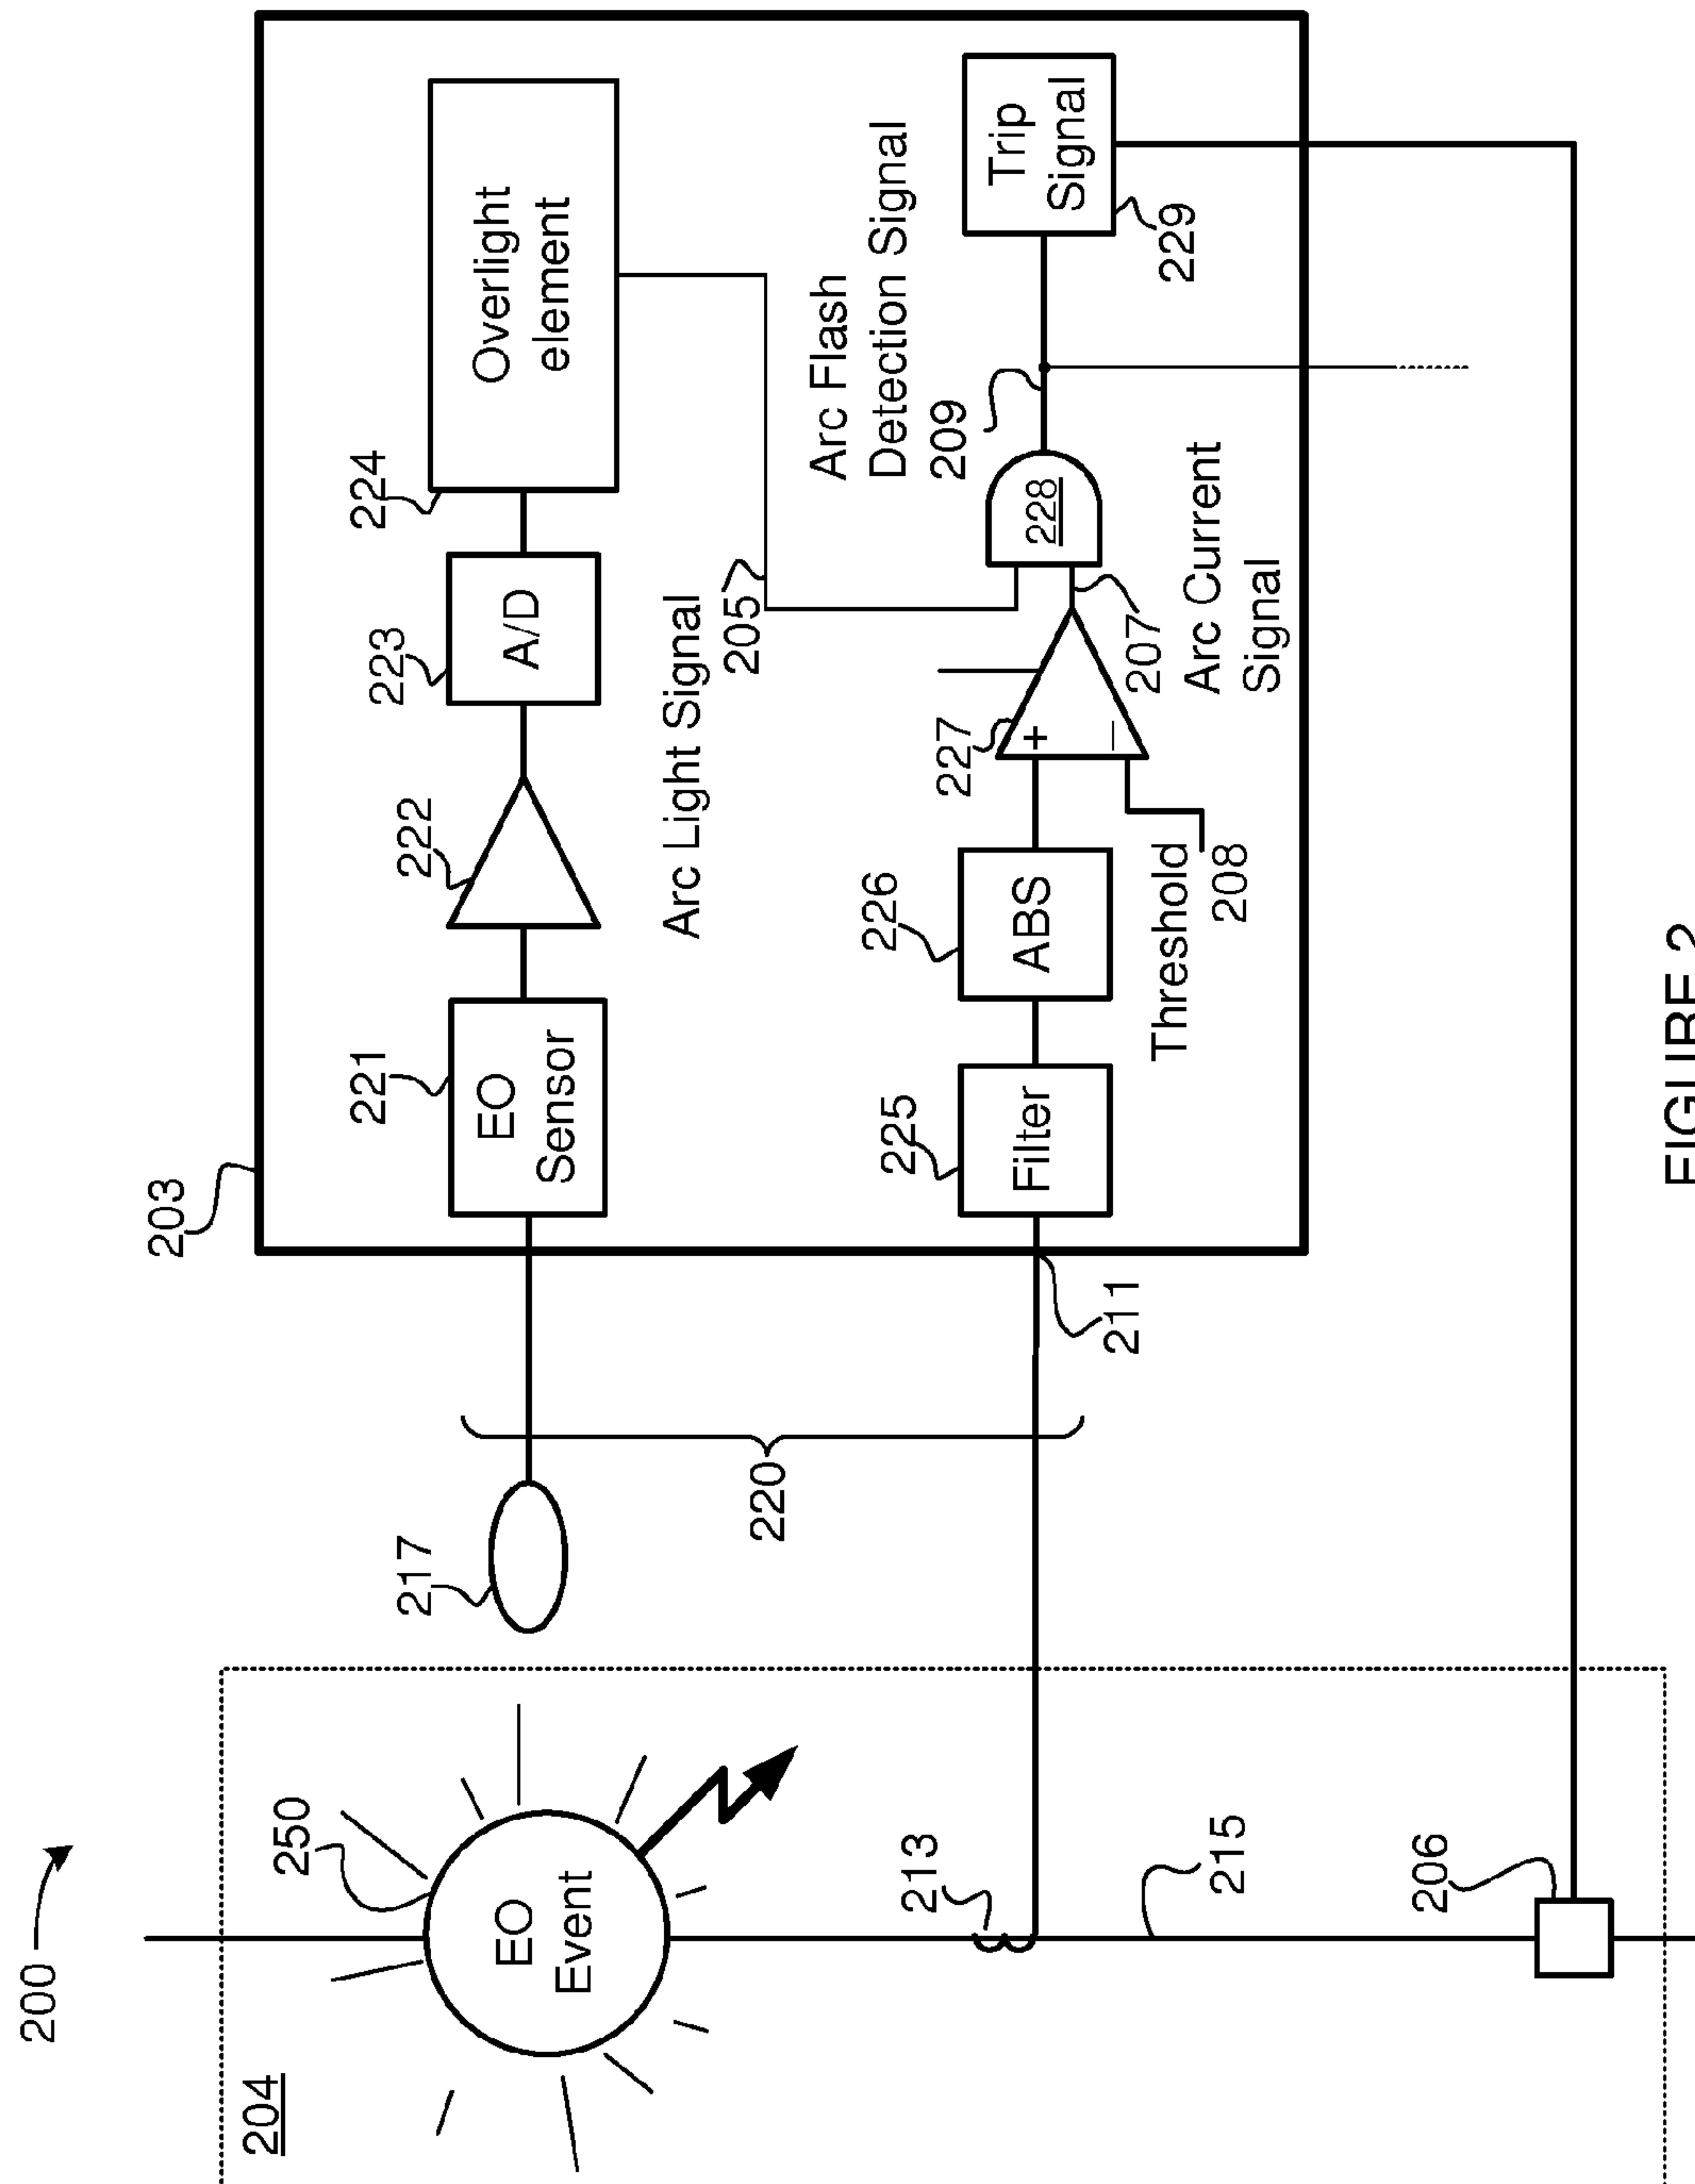 200
204
250
EO
Event
213
215
206
217
220
211
203
221
EO
Sensor
222
223
A/D
224
Overlight
element
Arc Light Signal
205
225
Filter
226
ABS
Threshold
208
227
+
–
207
Arc Current
Signal
228
Arc Flash
Detection Signal
209
Trip
Signal
229
FIGURE 2